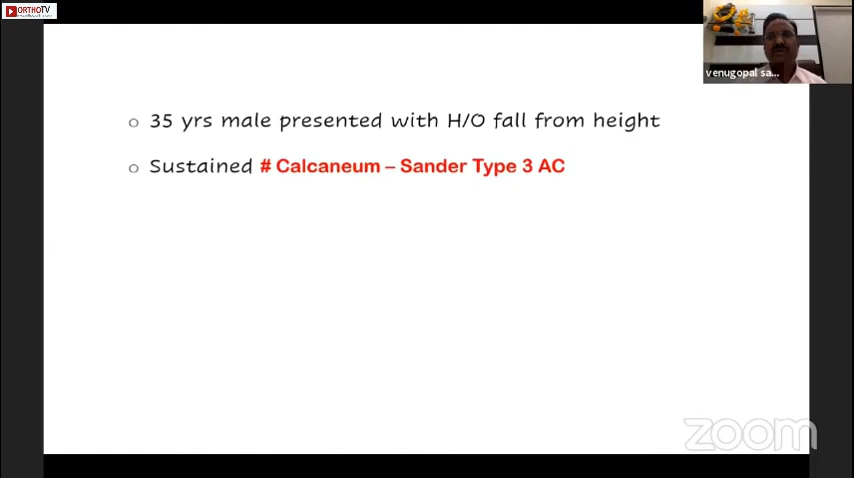 ORTHOTV
venugopal sa...
o 35 yrs male presented with H/O fall from height
o Sustained # Calcaneum – Sander Type 3 AC
zoom